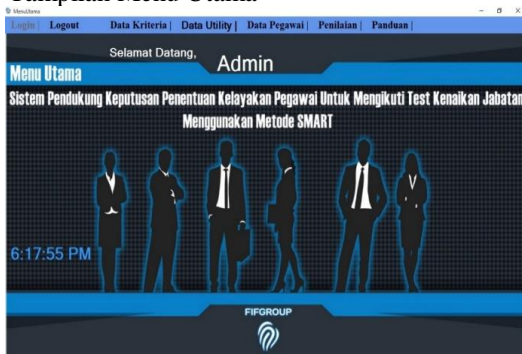 Tampilan Menu Utama
MenuUtama
Login | Logout Data Kriteria | Data Utility | Data Pegawai | Penilaian | Panduan |
Selamat Datang,
Admin
Menu Utama
Sistem Pendukung Keputusan Penentuan Kelayakan Pegawai Untuk Mengikuti Test Kenaikan Jabatan
Menggunakan Metode SMART
6:17:55 PM
FIFGROUP